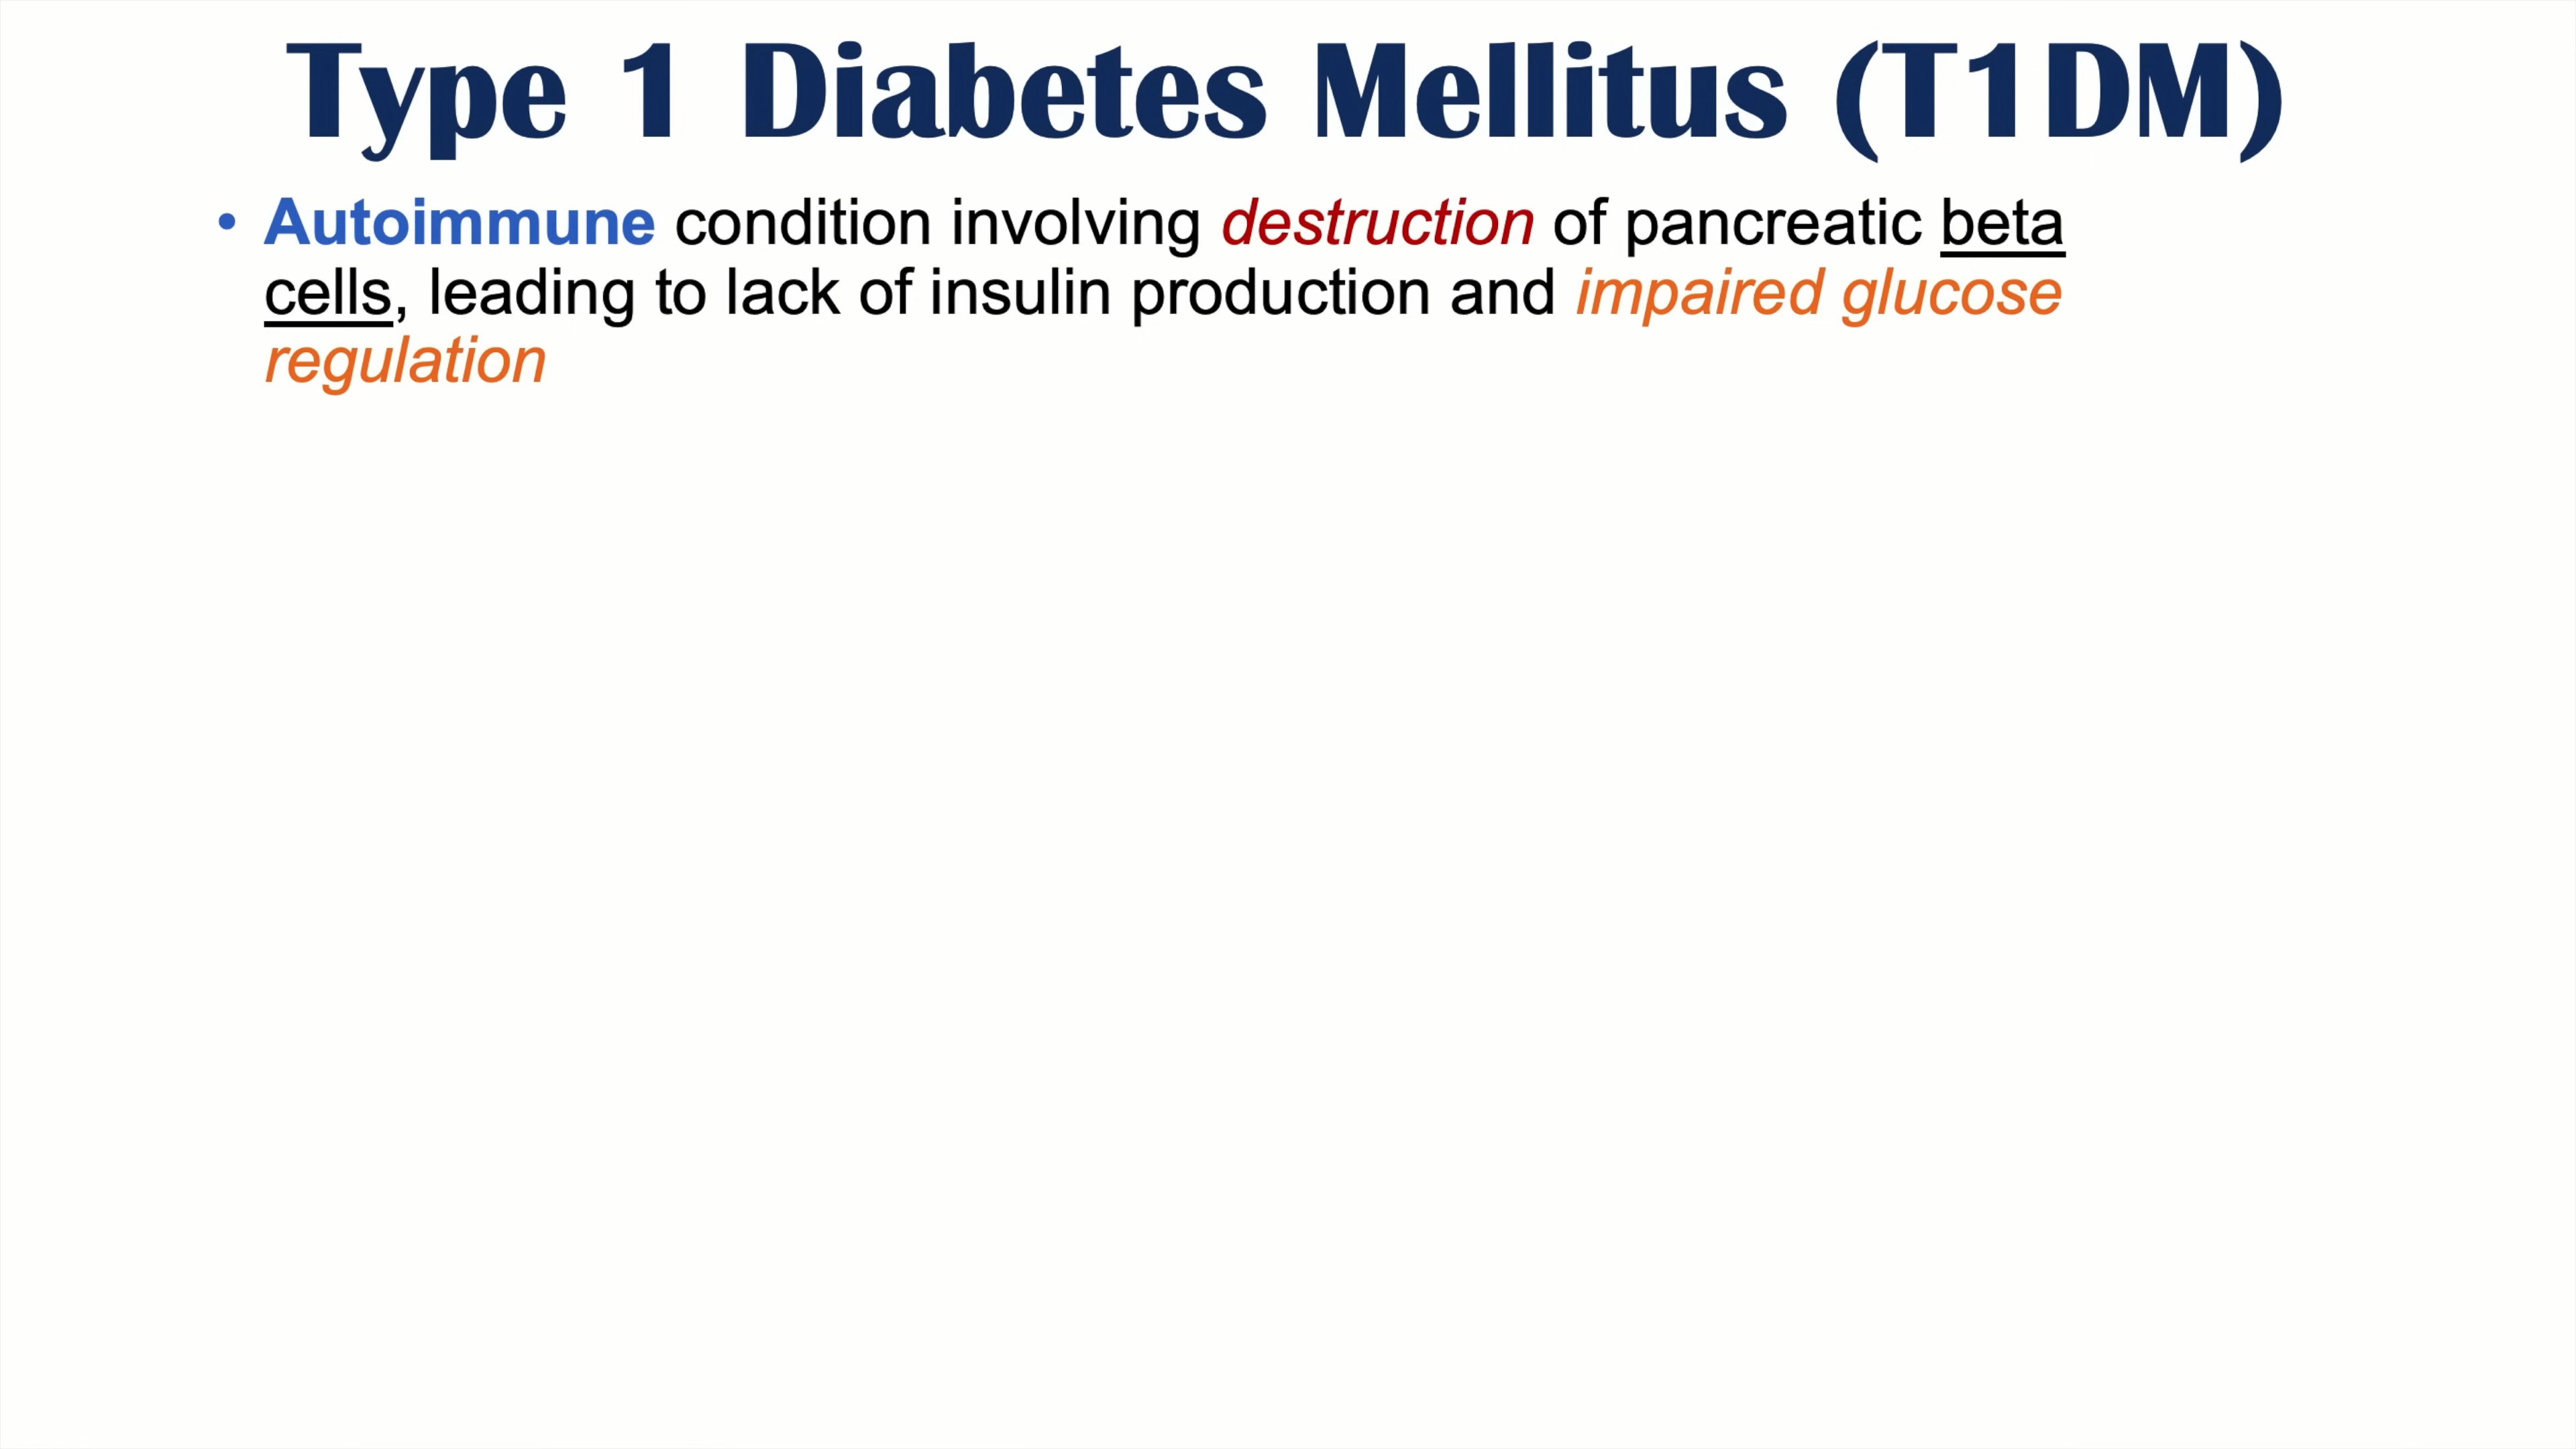 Type 1 Diabetes Mellitus (T1DM)
• Autoimmune condition involving destruction of pancreatic beta
cells, leading to lack of insulin production and impaired glucose
regulation